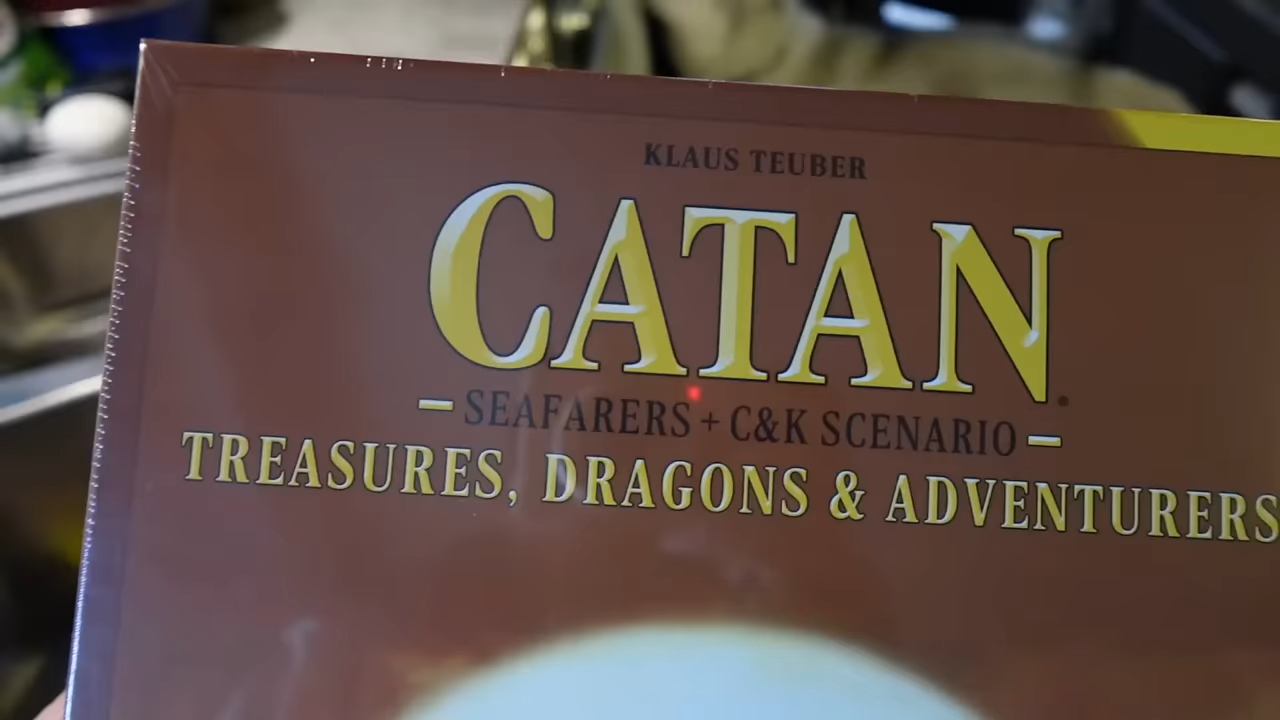 KLAUS TEUBER
CATAN
SEAFARERS + C&K SCENARIO
TREASURES, DRAGONS & ADVENTURERS